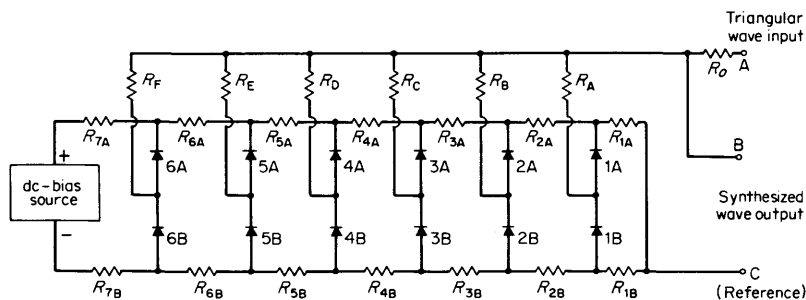 Triangular
wave input
R_F R_E R_D R_C R_B R_A R_O A
R_7A R_6A R_5A R_4A R_3A R_2A R_1A
B
+
6A 5A 4A 3A 2A 1A
dc-bias
source
Synthesized
wave output
−
6B 5B 4B 3B 2B 1B
C
R_7B R_6B R_5B R_4B R_3B R_2B R_1B
(Reference)